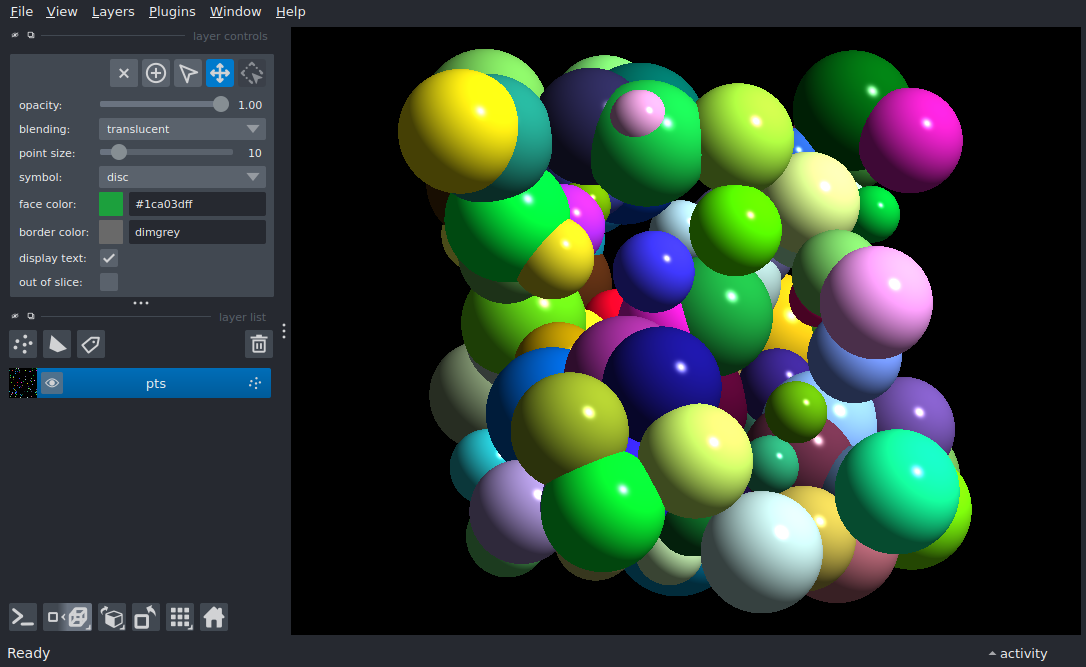 File View Layers Plugins Window Help
layer controls
opacity: 1.00
blending: translucent
point size: 10
symbol: disc
face color: #1ca03dff
border color: dimgrey
display text:
out of slice:
layer list
pts
Ready activity